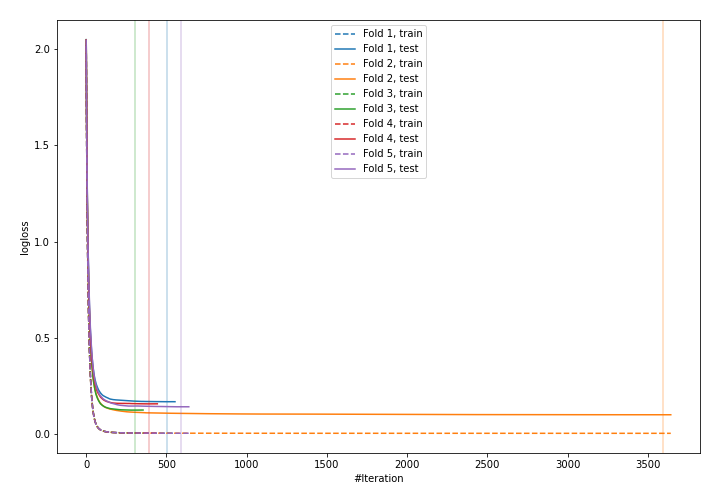 Fold 1, train
Fold 1, test
Fold 2, train
Fold 2, test
Fold 3, train
Fold 3, test
Fold 4, train
Fold 4, test
Fold 5, train
Fold 5, test
2.0
1.5
1.0
0.5
0.0
logloss
0 500 1000 1500 2000 2500 3000 3500
#Iteration